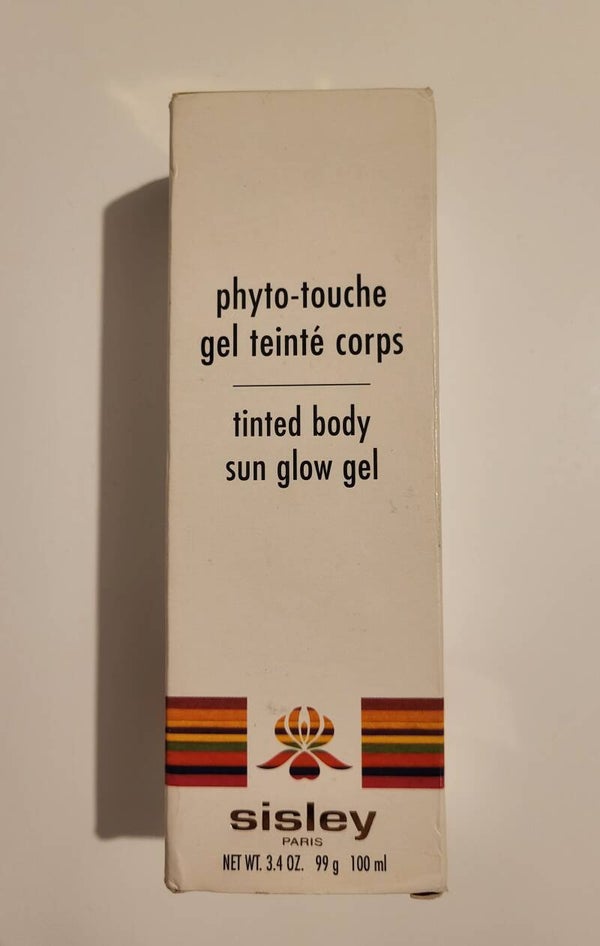 phyto-touche
gel teinté corps
tinted body
sun glow gel
sisley
PARIS
NET WT. 3.4 OZ. 99 g 100 ml